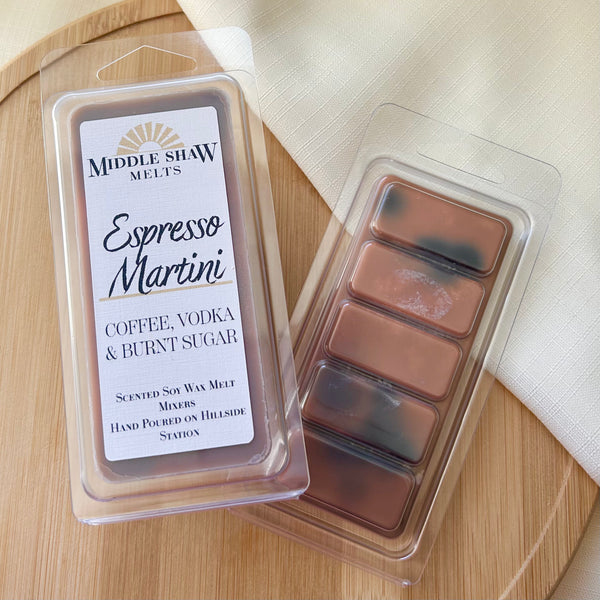 MIDDLE SHAW
MELTS
Espresso
Martini
COFFEE, VODKA
& BURNT SUGAR
SCENTED SOY WAX MELT
MIXERS
HAND POURED ON HILLSIDE
STATION